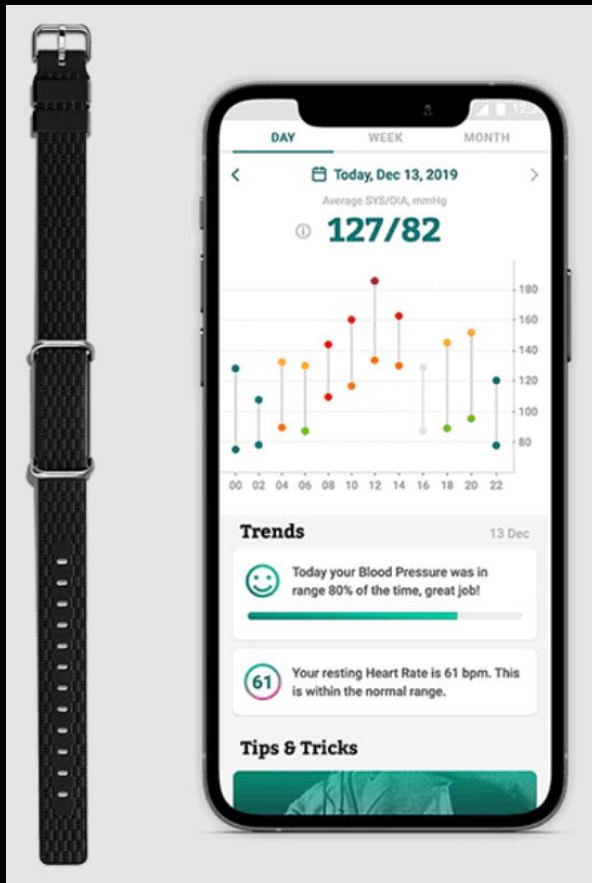 DAY WEEK MONTH
Today, Dec 13, 2019
Average SYS/DIA, mmHg
127/82
180
160
140
120
100
80
00 02 04 06 08 10 12 14 16 18 20 22
Trends 13 Dec
Today your Blood Pressure was in
range 80% of the time, great job!
61
Your resting Heart Rate is 61 bpm. This
is within the normal range.
Tips & Tricks